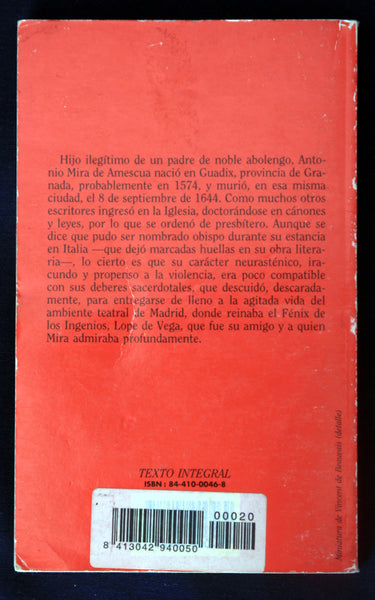 Hijo ilegítimo de un padre de noble abolengo, Anto-
nio Mira de Amescua nació en Guadix, provincia de Gra-
nada, probablemente en 1574, y murió, en esa misma
ciudad, el 8 de septiembre de 1644. Como muchos otros
escritores ingresó en la Iglesia, doctorándose en cánones
y leyes, por lo que se ordenó de presbítero. Aunque se
dice que pudo ser nombrado obispo durante su estancia
en Italia —que dejó marcadas huellas en su obra litera-
ria—, lo cierto es que su carácter neurasténico, ira-
cundo y propenso a la violencia, era poco compatible
con sus deberes sacerdotales, que descuidó, descarada-
mente, para entregarse de lleno a la agitada vida del
ambiente teatral de Madrid, donde reinaba el Fénix de
los Ingenios, Lope de Vega, que fue su amigo y a quien
Mira admiraba profundamente.
TEXTO INTEGRAL
ISBN: 84-410-0046-8
00020
8 413042 940050
Miniatura de Vincent de Beauvais (detalle)